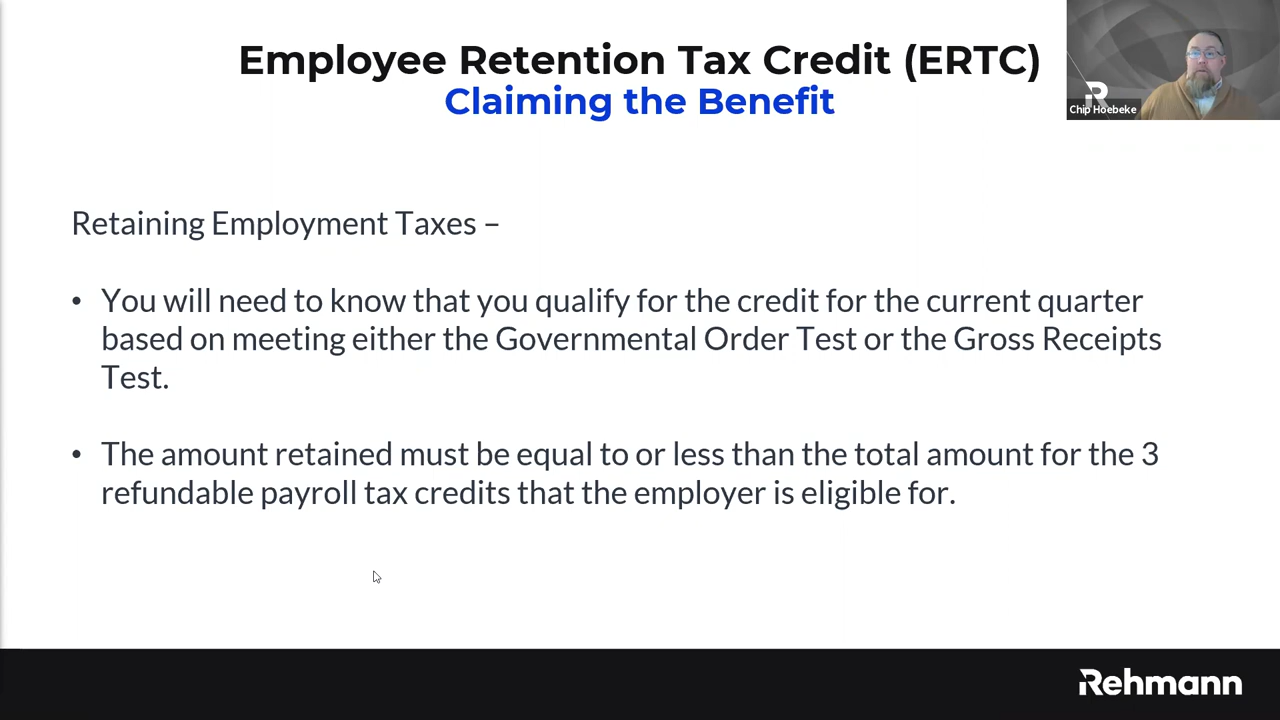 Employee Retention Tax Credit (ERTC)
Claiming the Benefit
Chip Hoebeke
Retaining Employment Taxes –
• You will need to know that you qualify for the credit for the current quarter
based on meeting either the Governmental Order Test or the Gross Receipts
Test.
• The amount retained must be equal to or less than the total amount for the 3
refundable payroll tax credits that the employer is eligible for.
Rehmann